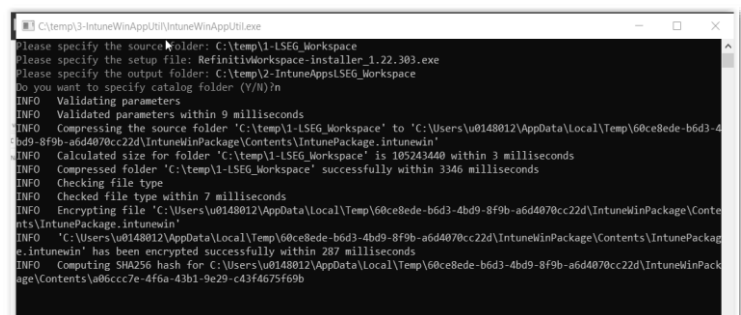 C:\temp\3-IntuneWinAppUtil\IntuneWinAppUtil.exe
Please specify the source folder: C:\temp\1-LSEG_Workspace
Please specify the setup file: RefinitivWorkspace-installer_1.22.303.exe
Please specify the output folder: C:\temp\2-IntuneAppsLSEG_Workspace
Do you want to specify catalog folder (Y/N)?n
INFO   Validating parameters
INFO   Validated parameters within 9 milliseconds
INFO   Compressing the source folder 'C:\temp\1-LSEG_Workspace' to 'C:\Users\u0148012\AppData\Local\Temp\60ce8ede-b6d3-4
bd9-8f9b-a6d4070cc22d\IntuneWinPackage\Contents\IntunePackage.intunewin'
INFO   Calculated size for folder 'C:\temp\1-LSEG_Workspace' is 105243440 within 3 milliseconds
INFO   Compressed folder 'C:\temp\1-LSEG_Workspace' successfully within 3346 milliseconds
INFO   Checking file type
INFO   Checked file type within 7 milliseconds
INFO   Encrypting file 'C:\Users\u0148012\AppData\Local\Temp\60ce8ede-b6d3-4bd9-8f9b-a6d4070cc22d\IntuneWinPackage\Conte
nts\IntunePackage.intunewin'
INFO   'C:\Users\u0148012\AppData\Local\Temp\60ce8ede-b6d3-4bd9-8f9b-a6d4070cc22d\IntuneWinPackage\Contents\IntunePackag
e.intunewin' has been encrypted successfully within 287 milliseconds
INFO   Computing SHA256 hash for C:\Users\u0148012\AppData\Local\Temp\60ce8ede-b6d3-4bd9-8f9b-a6d4070cc22d\IntuneWinPack
age\Contents\a06ccc7e-4f6a-43b1-9e29-c43f4675f69b